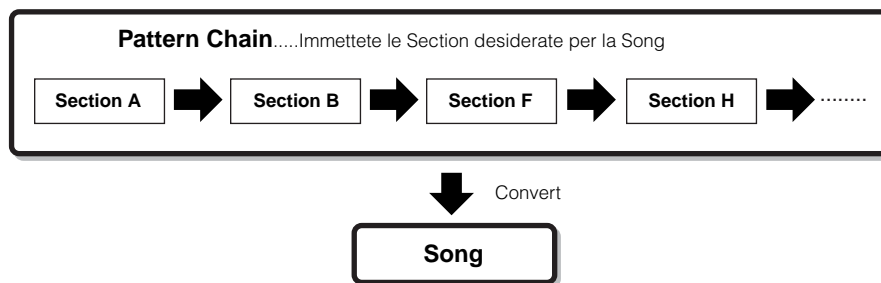 Pattern Chain.....Immettete le Section desiderate per la Song
Section A Section B Section F Section H ........
Convert
Song